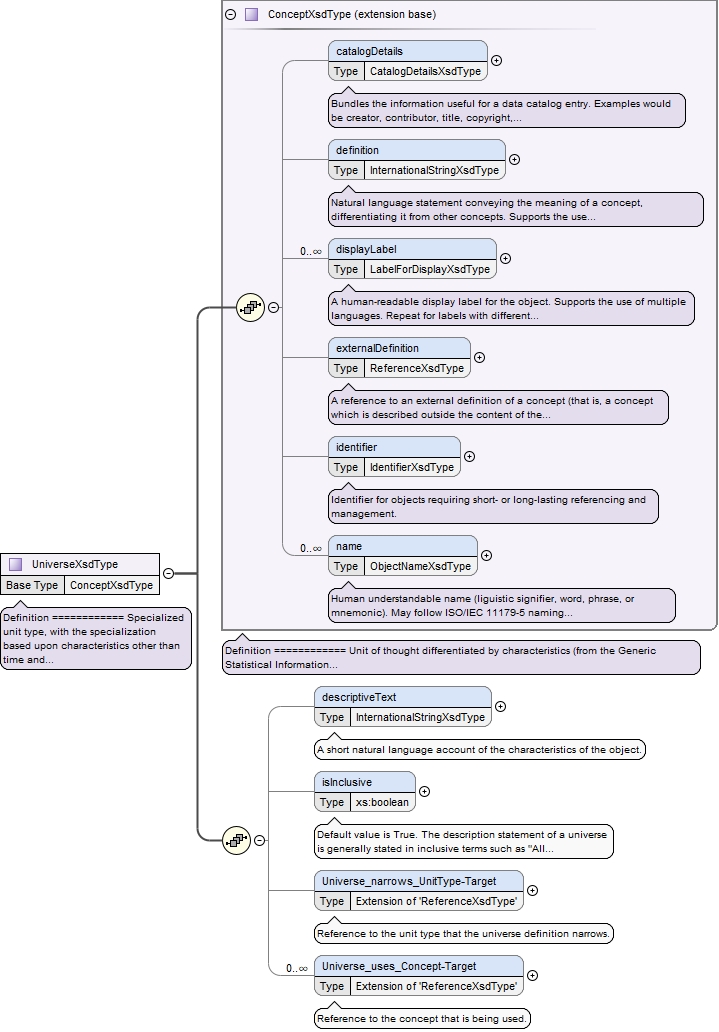 ConceptXsdType (extension base)
catalogDetails
Type CatalogDetailsXsdType
Bundles the information useful for a data catalog entry. Examples would
be creator, contributor, title, copyright,...
definition
Type InternationalStringXsdType
Natural language statement conveying the meaning of a concept,
differentiating it from other concepts. Supports the use...
0..∞
displayLabel
Type LabelForDisplayXsdType
A human-readable display label for the object. Supports the use of multiple
languages. Repeat for labels with different...
externalDefinition
Type ReferenceXsdType
A reference to an external definition of a concept (that is, a concept
which is described outside the content of the...
identifier
Type IdentifierXsdType
Identifier for objects requiring short- or long-lasting referencing and
management.
0..∞
name
Type ObjectNameXsdType
Human understandable name (liguistic signifier, word, phrase, or
mnemonic). May follow ISO/IEC 11179-5 naming...
UniverseXsdType
Base Type ConceptXsdType
Definition ============ Specialized
unit type, with the specialization
based upon characteristics other than
time and...
Definition ============ Unit of thought differentiated by characteristics (from the Generic
Statistical Information...
descriptiveText
Type InternationalStringXsdType
A short natural language account of the characteristics of the object.
isInclusive
Type xs:boolean
Default value is True. The description statement of a universe
is generally stated in inclusive terms such as "All...
Universe_narrows_UnitType-Target
Type Extension of 'ReferenceXsdType'
Reference to the unit type that the universe definition narrows.
0..∞
Universe_uses_Concept-Target
Type Extension of 'ReferenceXsdType'
Reference to the concept that is being used.